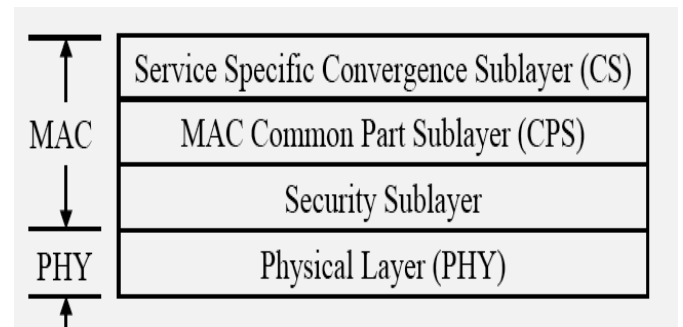 Service Specific Convergence Sublayer (CS)
MAC
MAC Common Part Sublayer (CPS)
Security Sublayer
PHY
Physical Layer (PHY)